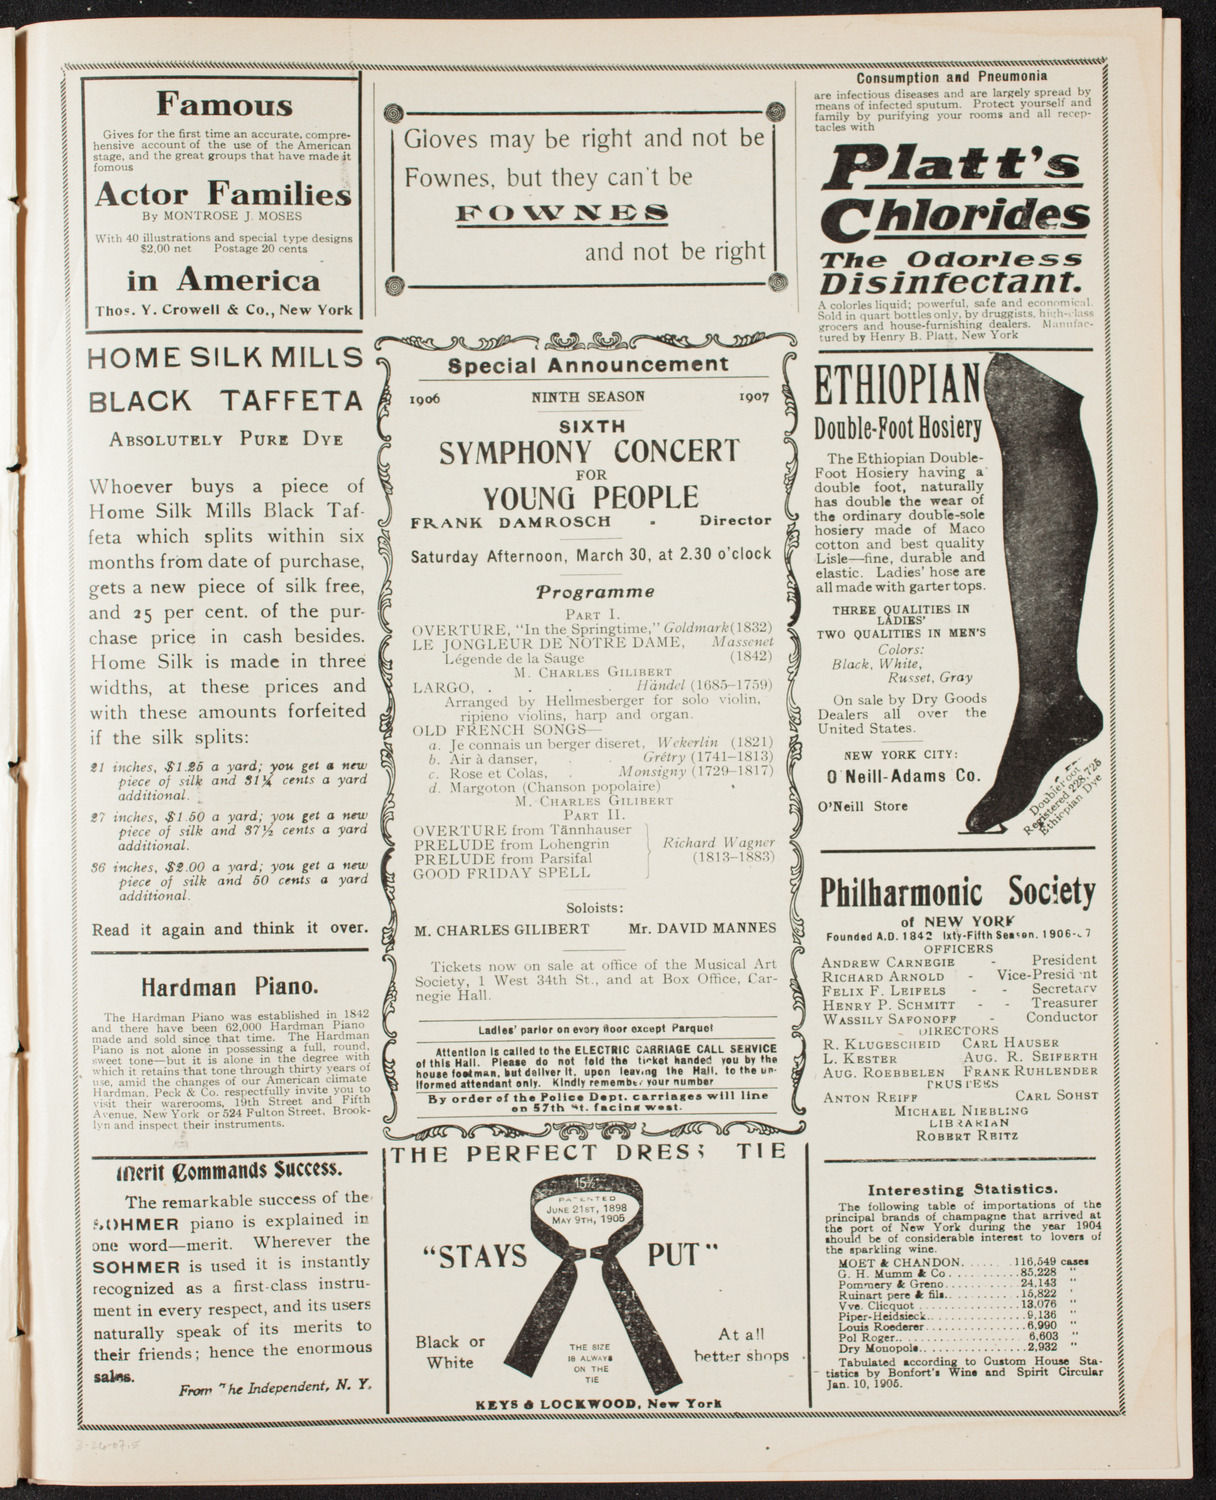 Famous
Gives for the first time an accurate, compre-
hensive account of the use of the American
stage, and the great groups that have made it
fomous
Actor Families
By MONTROSE J. MOSES
With 40 illustrations and special type designs
$2.00 net Postage 20 cents
in America
Thos. Y. Crowell & Co., New York
HOME SILK MILLS
BLACK TAFFETA
ABSOLUTELY PURE DYE
Whoever buys a piece of
Home Silk Mills Black Taf-
feta which splits within six
months from date of purchase,
gets a new piece of silk free,
and 25 per cent. of the pur-
chase price in cash besides.
Home Silk is made in three
widths, at these prices and
with these amounts forfeited
if the silk splits:
21 inches, $1.25 a yard; you get a new
piece of silk and 31¼ cents a yard
additional.
27 inches, $1.50 a yard; you get a new
piece of silk and 37½ cents a yard
additional.
36 inches, $2.00 a yard; you get a new
piece of silk and 50 cents a yard
additional.
Read it again and think it over.
Hardman Piano.
The Hardman Piano was established in 1842
and there have been 62,000 Hardman Piano
made and sold since that time. The Hardman
Piano is not alone in possessing a full, round,
sweet tone—but it is alone in the degree with
which it retains that tone through thirty years of
use, amid the changes of our American climate
Hardman, Peck & Co. respectfully invite you to
visit their warerooms, 19th Street and Fifth
Avenue, New York or 524 Fulton Street, Brook-
lyn and inspect their instruments.
Merit Commands Success.
The remarkable success of the
SOHMER piano is explained in
one word—merit. Wherever the
SOHMER is used it is instantly
recognized as a first-class instru-
ment in every respect, and its users
naturally speak of its merits to
their friends; hence the enormous
sales.
From The Independent, N. Y.
Gloves may be right and not be
Fownes, but they can't be
FOWNES
and not be right
Special Announcement
1906 NINTH SEASON 1907
SIXTH
SYMPHONY CONCERT
FOR
YOUNG PEOPLE
FRANK DAMROSCH - Director
Saturday Afternoon, March 30, at 2.30 o'clock
Programme
PART I.
OVERTURE, "In the Springtime," Goldmark (1832)
LE JONGLEUR DE NOTRE DAME, Massenet
Légende de la Sauge (1842)
M. CHARLES GILIBERT
LARGO, . . . . Händel (1685–1759)
Arranged by Hellmesberger for solo violin,
ripieno violins, harp and organ.
OLD FRENCH SONGS—
a. Je connais un berger diseret, Wekerlin (1821)
b. Air à danser, . Grétry (1741–1813)
c. Rose et Colas, . Monsigny (1729–1817)
d. Margoton (Chanson popolaire)
M. CHARLES GILIBERT
PART II.
OVERTURE from Tännhauser
PRELUDE from Lohengrin Richard Wagner
PRELUDE from Parsifal (1813–1883)
GOOD FRIDAY SPELL
Soloists:
M. CHARLES GILIBERT Mr. DAVID MANNES
Tickets now on sale at office of the Musical Art
Society, 1 West 34th St., and at Box Office, Car-
negie Hall.
Ladies' parlor on every floor except Parquet
Attention is called to the ELECTRIC CARRIAGE CALL SERVICE
of this Hall. Please do not fold the ticket handed you by the
house footman, but deliver it, upon leaving the Hall, to the un-
iformed attendant only. Kindly remember your number
By order of the Police Dept. carriages will line
on 57th St. facing west.
THE PERFECT DRESS TIE
15½
PATENTED
JUNE 21ST, 1898
MAY 9TH, 1905
"STAYS PUT"
Black or
White
THE SIZE
IS ALWAYS
ON THE
TIE
At all
better shops
KEYS & LOCKWOOD, New York
Consumption and Pneumonia
are infectious diseases and are largely spread by
means of infected sputum. Protect yourself and
family by purifying your rooms and all recep-
tacles with
Platt's
Chlorides
The Odorless
Disinfectant.
A colorles liquid; powerful, safe and economical.
Sold in quart bottles only, by druggists, high-class
grocers and house-furnishing dealers. Manufac-
tured by Henry B. Platt, New York
ETHIOPIAN
Double-Foot Hosiery
The Ethiopian Double-
Foot Hosiery having a
double foot, naturally
has double the wear of
the ordinary double-sole
hosiery made of Maco
cotton and best quality
Lisle—fine, durable and
elastic. Ladies' hose are
all made with garter tops.
THREE QUALITIES IN
LADIES'
TWO QUALITIES IN MEN'S
Colors:
Black, White,
Russet, Gray
On sale by Dry Goods
Dealers all over the
United States.
NEW YORK CITY:
O'Neill-Adams Co.
O'Neill Store
Double Foot
Registered 228,725
Ethiopian Dye
Philharmonic Society
of NEW YORK
Founded A.D. 1842 ixty-Fifth Season. 1906- 7
OFFICERS
ANDREW CARNEGIE - President
RICHARD ARNOLD - Vice-President
FELIX F. LEIFELS - - Secretary
HENRY P. SCHMITT - - Treasurer
WASSILY SAFONOFF - Conductor
DIRECTORS
R. KLUGESCHEID CARL HAUSER
L. KESTER AUG. R. SEIFERTH
AUG. ROEBBELEN FRANK RUHLENDER
TRUSTEES
ANTON REIFF CARL SOHST
MICHAEL NIEBLING
LIBRARIAN
ROBERT REITZ
Interesting Statistics.
The following table of importations of the
principal brands of champagne that arrived at
the port of New York during the year 1904
should be of considerable interest to lovers of
the sparkling wine.
MOET & CHANDON.......116,549 cases
G. H. Mumm & Co..........85,228 "
Pommery & Greno..........24,143 "
Ruinart pere & fils..........15,822 "
Vve. Clicquot..............13,076 "
Piper-Heidsieck..............9,136 "
Louis Roederer..............6,990 "
Pol Roger..................6,603 "
Dry Monopole...............2,932 "
Tabulated according to Custom House Sta-
tistics by Bonfort's Wine and Spirit Circular
Jan. 10, 1905.
3-26-07.5